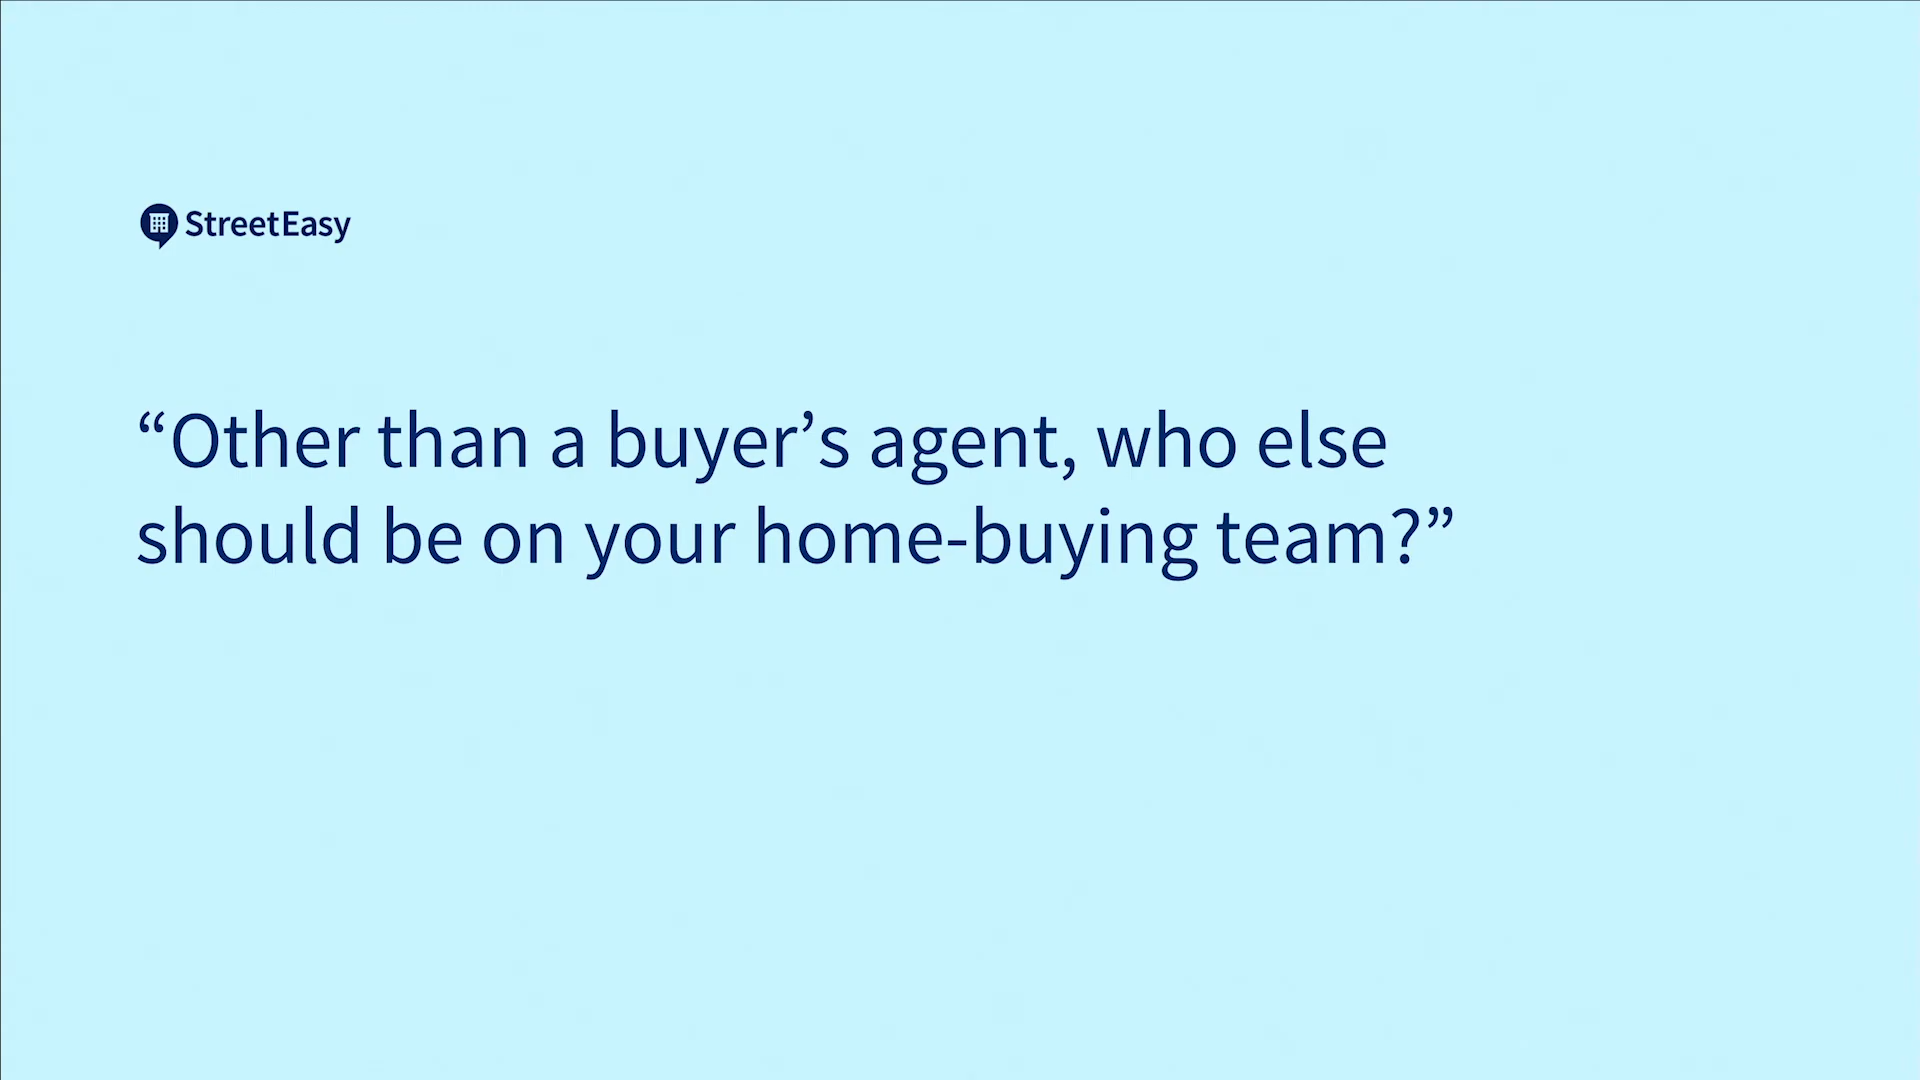 StreetEasy
“Other than a buyer’s agent, who else
should be on your home-buying team?”